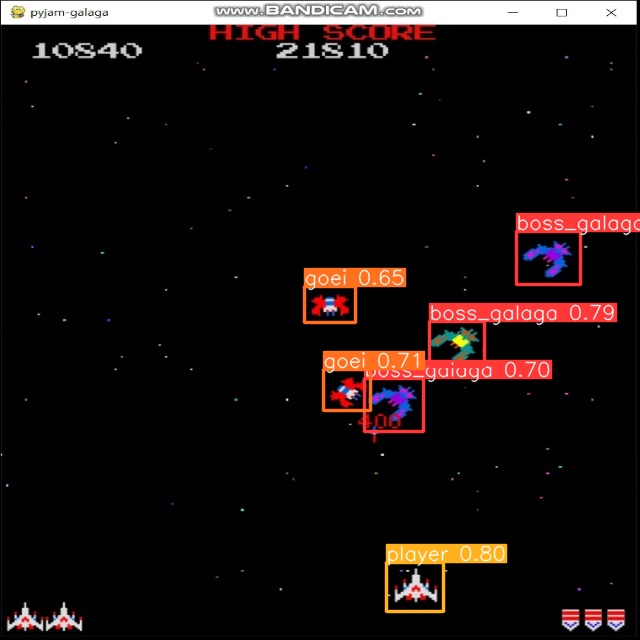 pyjam-galaga
www.BANDICAM.com
HIGH SCORE
10840
21810
boss_galaga
goei 0.65
boss_galaga 0.79
goei 0.71
boss_galaga 0.70
400
player 0.80